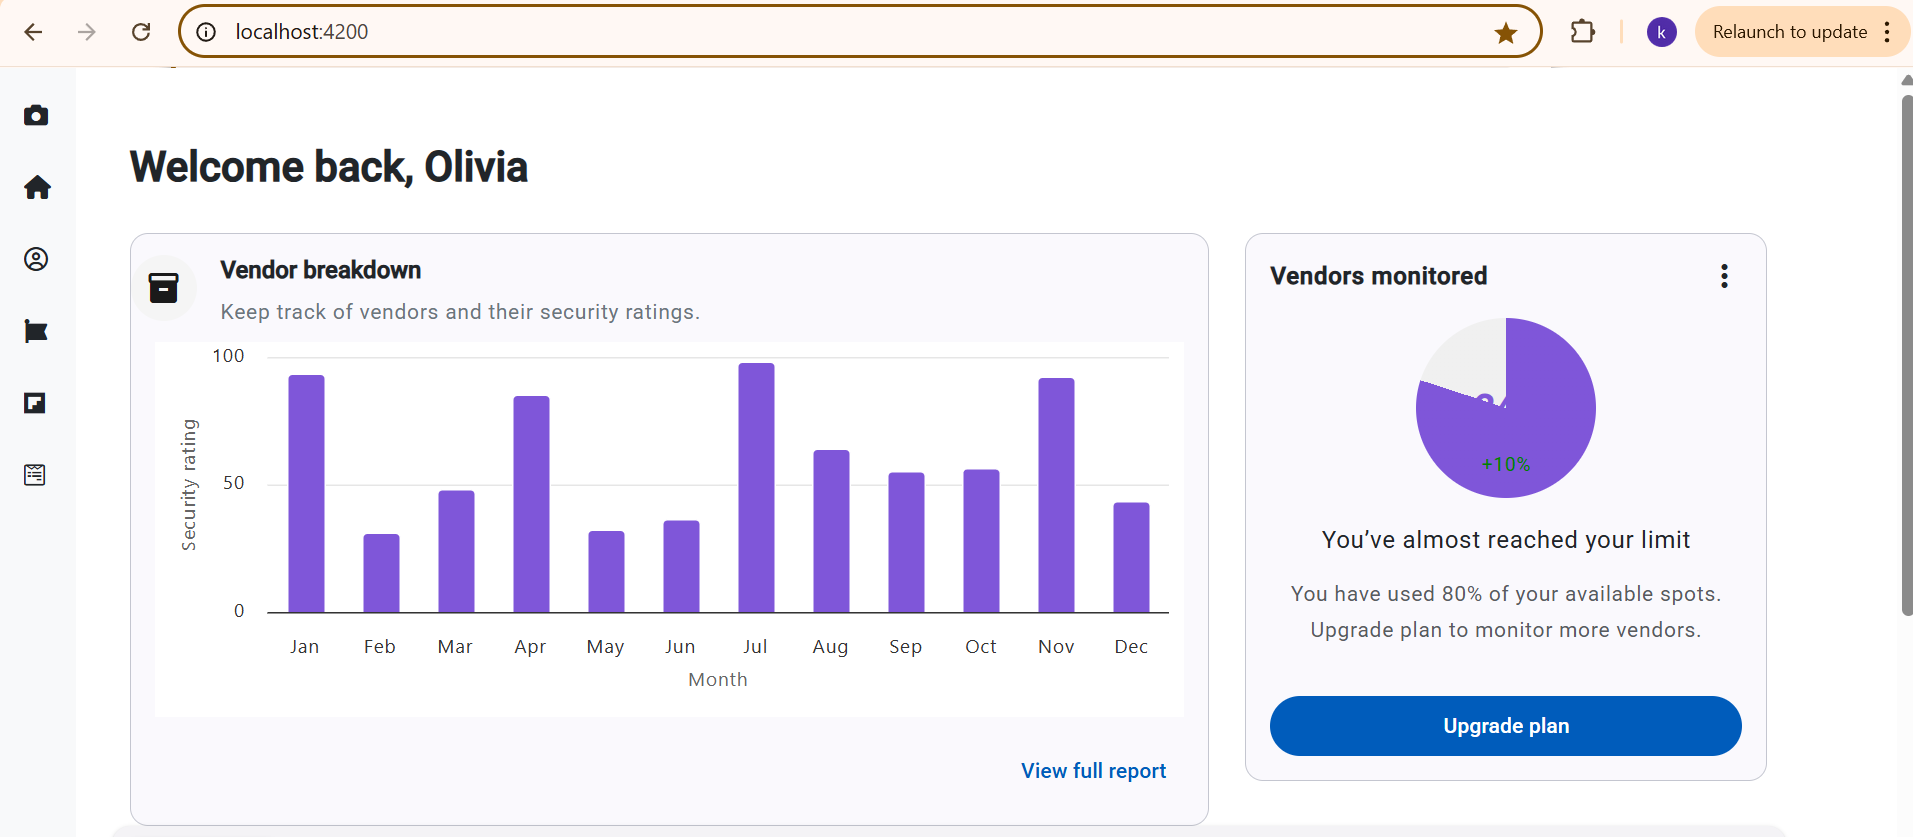 localhost:4200
k
Relaunch to update
Welcome back, Olivia
Vendor breakdown
Keep track of vendors and their security ratings.
100
50
0
Security rating
Jan Feb Mar Apr May Jun Jul Aug Sep Oct Nov Dec
Month
View full report
Vendors monitored
+10%
You’ve almost reached your limit
You have used 80% of your available spots.
Upgrade plan to monitor more vendors.
Upgrade plan